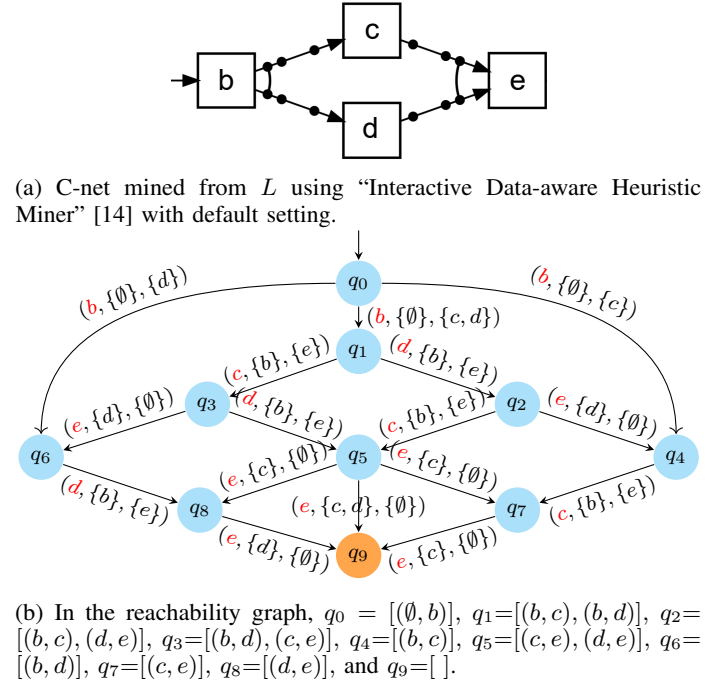 c
b
e
d
(a) C-net mined from L using “Interactive Data-aware Heuristic
Miner” [14] with default setting.
q0
(b, {∅}, {d})
(b, {∅}, {c})
(b, {∅}, {c, d})
q1
(c, {b}, {e})
(d, {b}, {e})
q3
q2
(e, {d}, {∅})
(d, {b}, {e})
(c, {b}, {e})
(e, {d}, {∅})
q6
q5
q4
(e, {c}, {∅})
(e, {c}, {∅})
(d, {b}, {e})
(e, {c, d}, {∅})
(c, {b}, {e})
q8
q7
(e, {d}, {∅})
(e, {c}, {∅})
q9
(b) In the reachability graph, q0 = [(∅, b)], q1=[(b, c), (b, d)], q2=
[(b, c), (d, e)], q3=[(b, d), (c, e)], q4=[(b, c)], q5=[(c, e), (d, e)], q6=
[(b, d)], q7=[(c, e)], q8=[(d, e)], and q9=[ ].